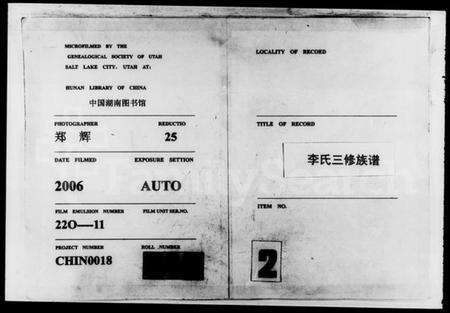 MICROFILMED BY THE
GENEALOGICAL SOCIETY OF UTAH
SALT LAKE CITY, UTAH AT:
HUNAN LIBRARY OF CHINA
中国湖南图书馆
PHOTOGRAPHER REDUCTIO
郑 辉 25
DATE FILMED EXPOSURE SETTION
2006 AUTO
FILM EMULSION NUMBER FILM UNIT SER.NO.
22O—11
PROJECT NUMBER ROLL NUMBER
CHIN0018
LOCALITY OF RECORD
TITLE OF RECORD
李氏三修族谱
ITEM NO.
2